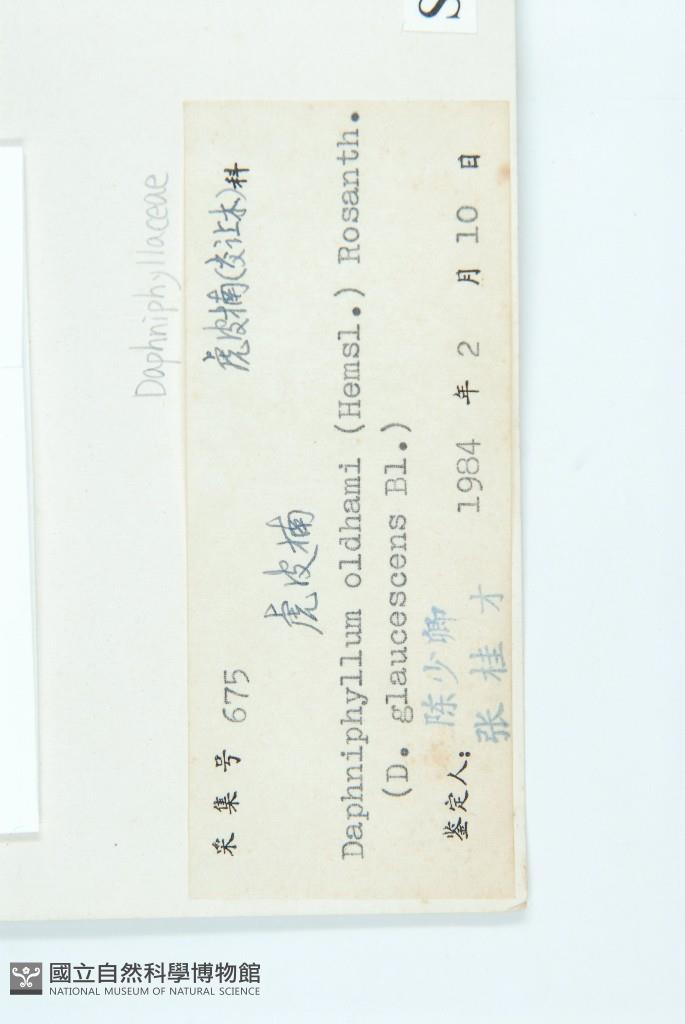 S
Daphniphyllaceae
采集号 675 虎皮楠(交让木)科
虎皮楠
Daphniphyllum oldhami (Hemsl.) Rosanth.
(D. glaucescens Bl.)
鉴定人: 陈少卿
张桂才 1984 年 2 月 10 日
國立自然科學博物館
NATIONAL MUSEUM OF NATURAL SCIENCE